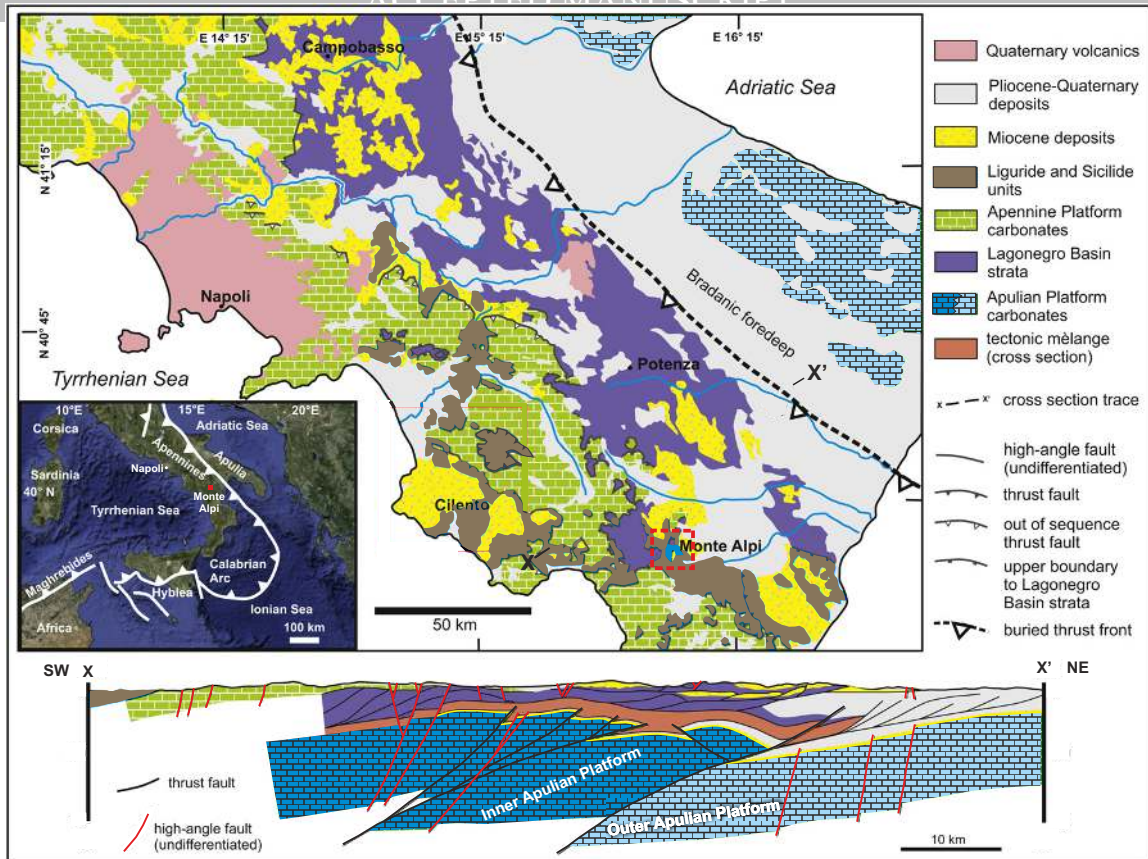 ACCEPTED MANUSCRIPT
E 14° 15'
E 15° 15'
E 16° 15'
Campobasso
Adriatic Sea
N 41° 15'
Napoli
Bradanic foredeep
N 40° 45'
Potenza
X'
Tyrrhenian Sea
Cilento
Monte Alpi
X
50 km
10°E
15°E
20°E
Corsica
Adriatic Sea
Apennines
Apulia
Napoli
Sardinia
40° N
Monte
Alpi
Tyrrhenian Sea
Calabrian
Arc
Maghrebides
Hyblea
Ionian Sea
Africa
100 km
Quaternary volcanics
Pliocene-Quaternary
deposits
Miocene deposits
Liguride and Sicilide
units
Apennine Platform
carbonates
Lagonegro Basin
strata
Apulian Platform
carbonates
tectonic mèlange
(cross section)
x x' cross section trace
high-angle fault
(undifferentiated)
thrust fault
out of sequence
thrust fault
upper boundary
to Lagonegro
Basin strata
buried thrust front
SW X
X' NE
Inner Apulian Platform
Outer Apulian Platform
thrust fault
high-angle fault
(undifferentiated)
10 km